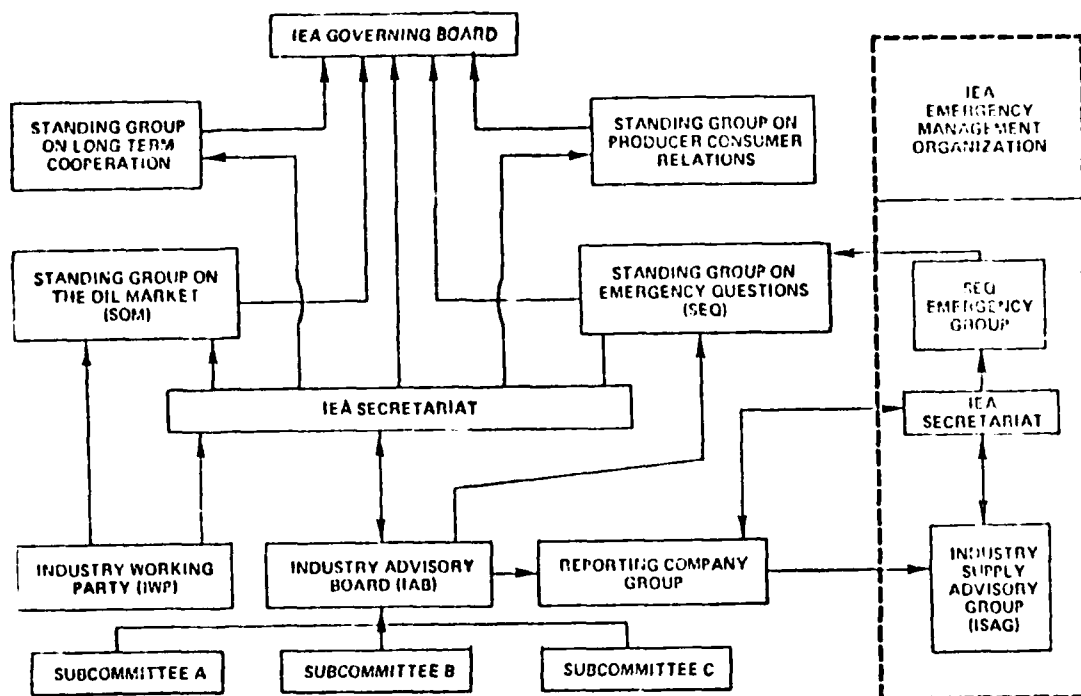 IEA GOVERNING BOARD
STANDING GROUP
ON LONG TERM
COOPERATION
STANDING GROUP ON
PRODUCER CONSUMER
RELATIONS
IEA
EMERGENCY
MANAGEMENT
ORGANIZATION
STANDING GROUP ON
THE OIL MARKET
(SOM)
STANDING GROUP ON
EMERGENCY QUESTIONS
(SEQ)
SEQ
EMERGENCY
GROUP
IEA SECRETARIAT
IEA
SECRETARIAT
INDUSTRY WORKING
PARTY (IWP)
INDUSTRY ADVISORY
BOARD (IAB)
REPORTING COMPANY
GROUP
INDUSTRY
SUPPLY
ADVISORY
GROUP
(ISAG)
SUBCOMMITTEE A
SUBCOMMITTEE B
SUBCOMMITTEE C